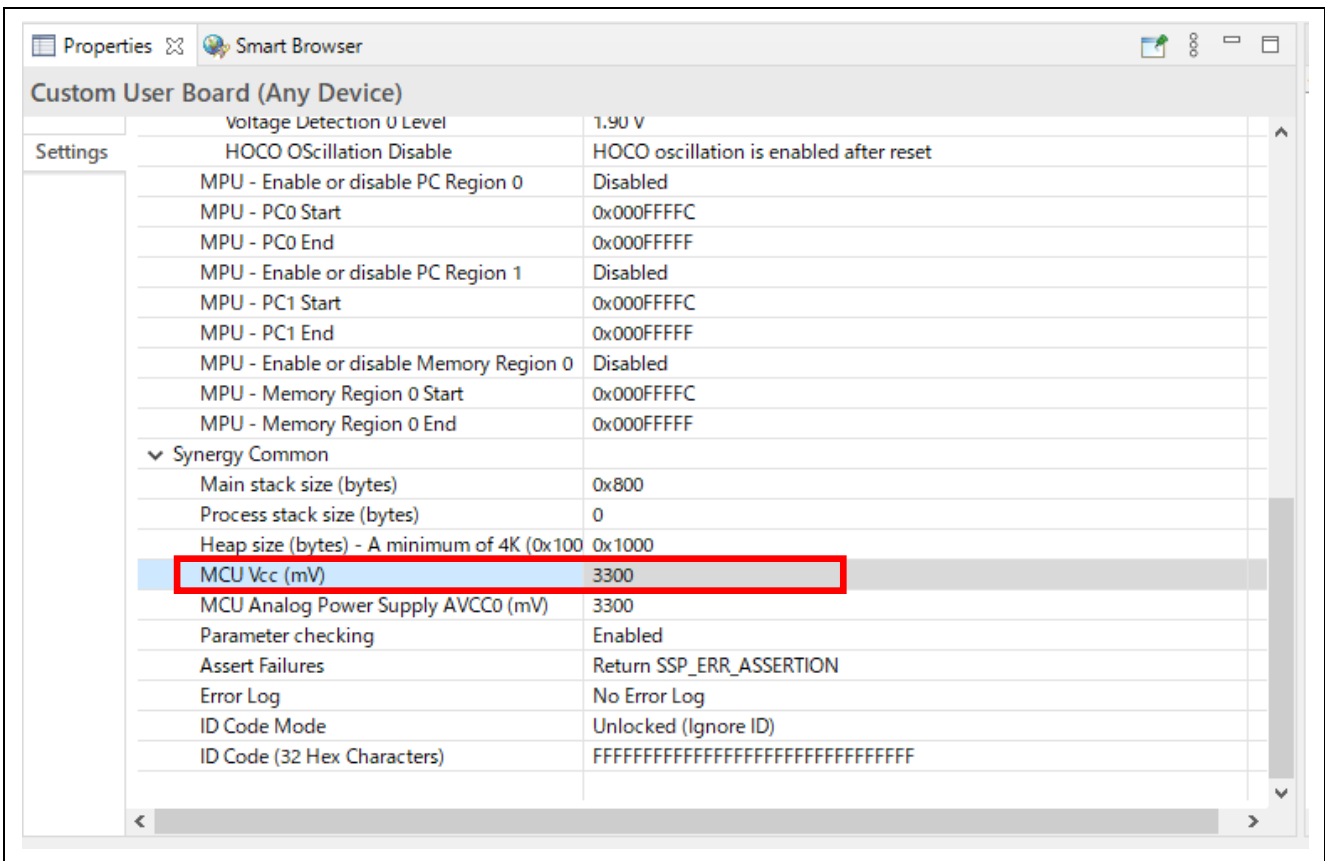 Properties Smart Browser
Custom User Board (Any Device)
Voltage Detection 0 Level 1.90 V
Settings HOCO OScillation Disable HOCO oscillation is enabled after reset
MPU - Enable or disable PC Region 0 Disabled
MPU - PC0 Start 0x000FFFFC
MPU - PC0 End 0x000FFFFF
MPU - Enable or disable PC Region 1 Disabled
MPU - PC1 Start 0x000FFFFC
MPU - PC1 End 0x000FFFFF
MPU - Enable or disable Memory Region 0 Disabled
MPU - Memory Region 0 Start 0x000FFFFC
MPU - Memory Region 0 End 0x000FFFFF
Synergy Common
Main stack size (bytes) 0x800
Process stack size (bytes) 0
Heap size (bytes) - A minimum of 4K (0x100 0x1000
MCU Vcc (mV) 3300
MCU Analog Power Supply AVCC0 (mV) 3300
Parameter checking Enabled
Assert Failures Return SSP_ERR_ASSERTION
Error Log No Error Log
ID Code Mode Unlocked (Ignore ID)
ID Code (32 Hex Characters) FFFFFFFFFFFFFFFFFFFFFFFFFFFFFFFF